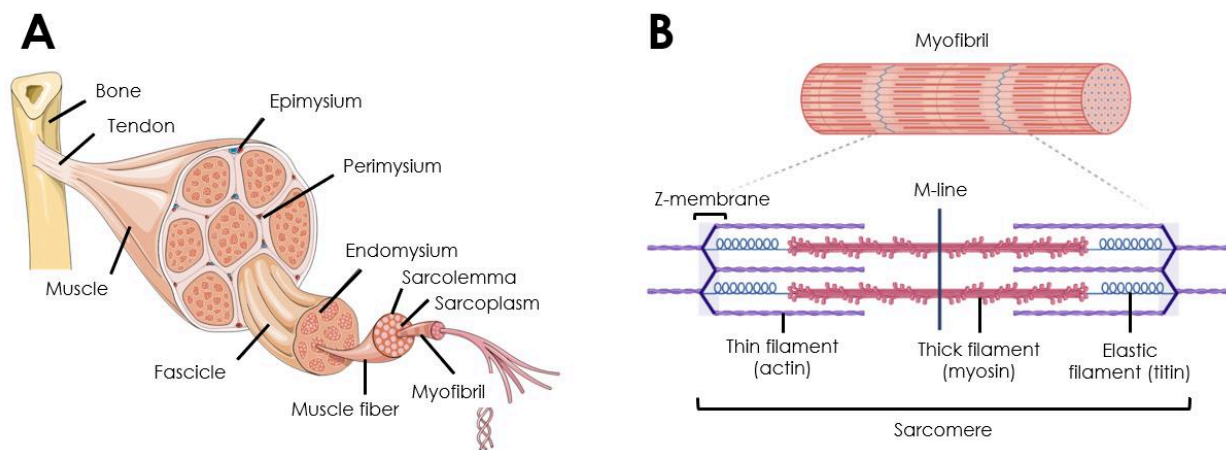 A
Bone
Tendon
Epimysium
Perimysium
Endomysium
Sarcolemma
Sarcoplasm
Muscle
Fascicle
Muscle fiber
Myofibril
B
Myofibril
Z-membrane
M-line
Thin filament
(actin)
Thick filament
(myosin)
Elastic
filament (titin)
Sarcomere